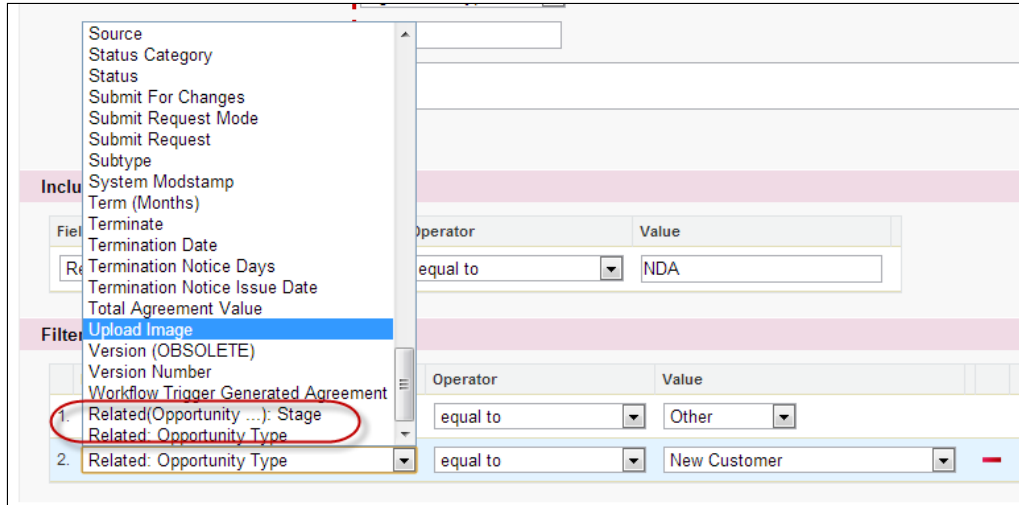 Source
Status Category
Status
Submit For Changes
Submit Request Mode
Submit Request
Subtype
System Modstamp
Inclu
Term (Months)
Terminate
Fiel Operator Value
Termination Date
Termination Notice Days
Re equal to NDA
Termination Notice Issue Date
Total Agreement Value
Upload Image
Filter
Version (OBSOLETE)
Version Number
Operator Value
Workflow Trigger Generated Agreement
1. Related(Opportunity ...): Stage equal to Other
Related: Opportunity Type
2. Related: Opportunity Type equal to New Customer